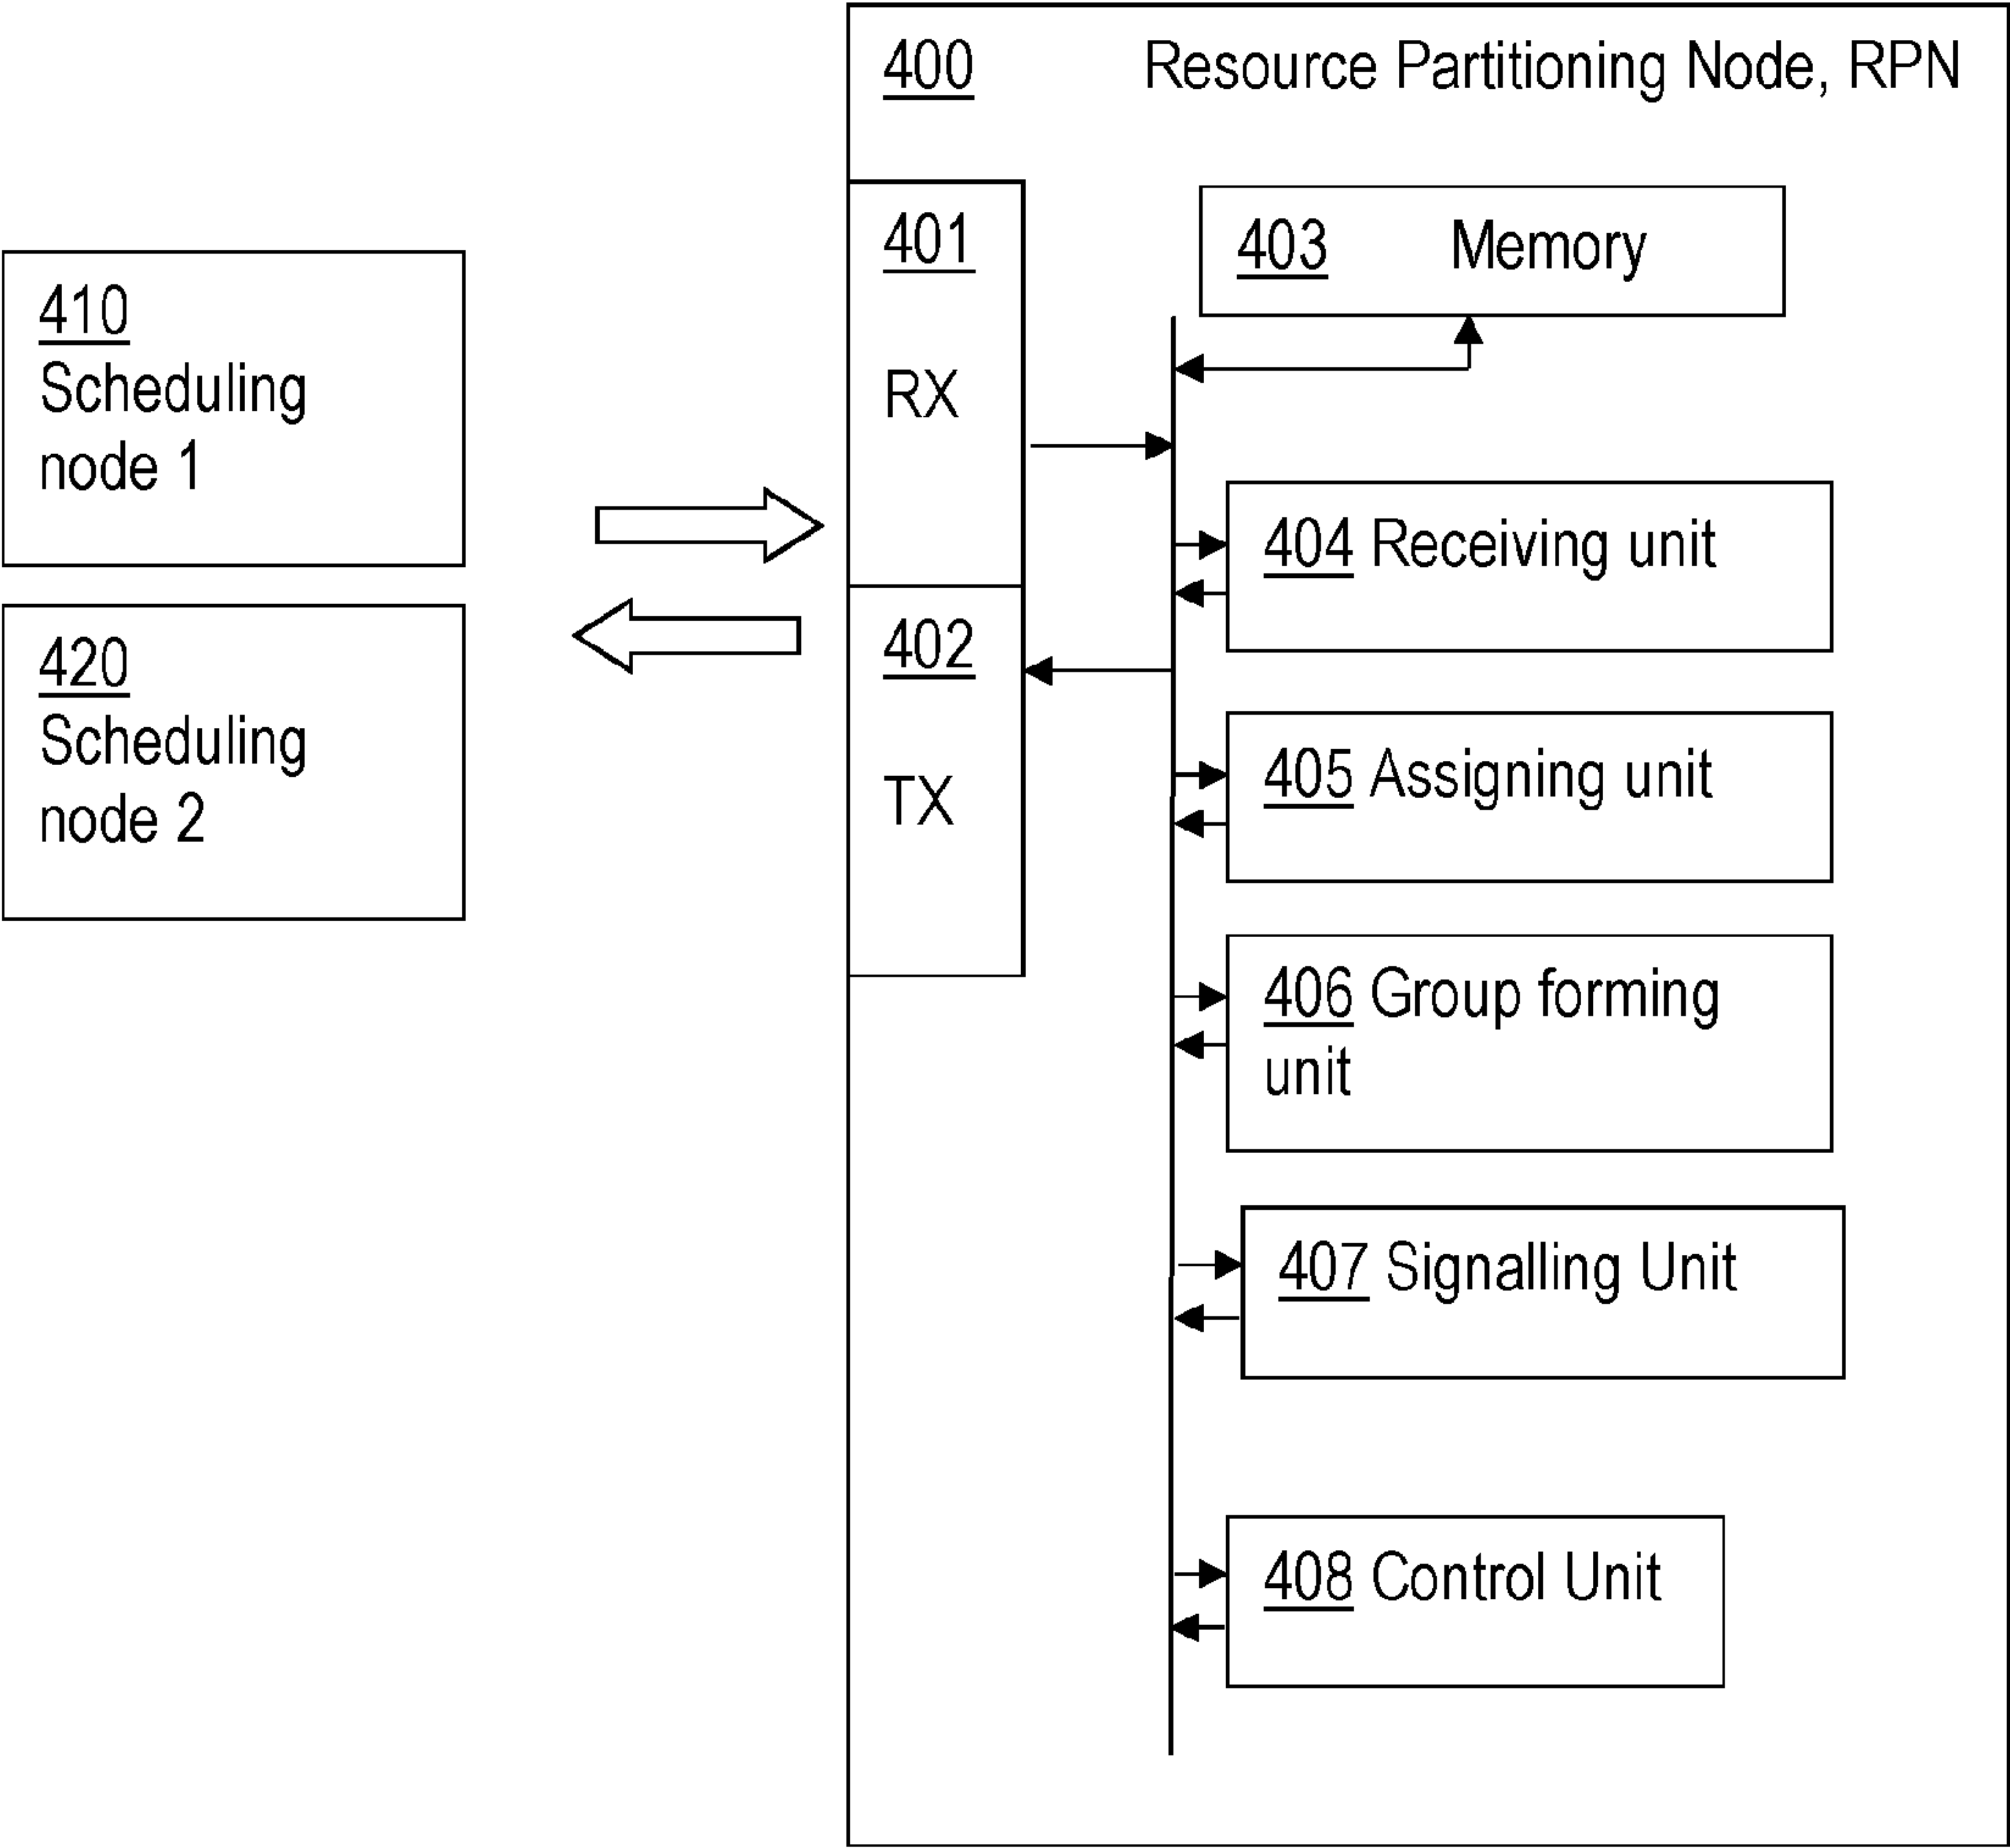 400 Resource Partitioning Node, RPN
401
RX
402
TX
403 Memory
410
Scheduling
node 1
420
Scheduling
node 2
404 Receiving unit
405 Assigning unit
406 Group forming
unit
407 Signalling Unit
408 Control Unit